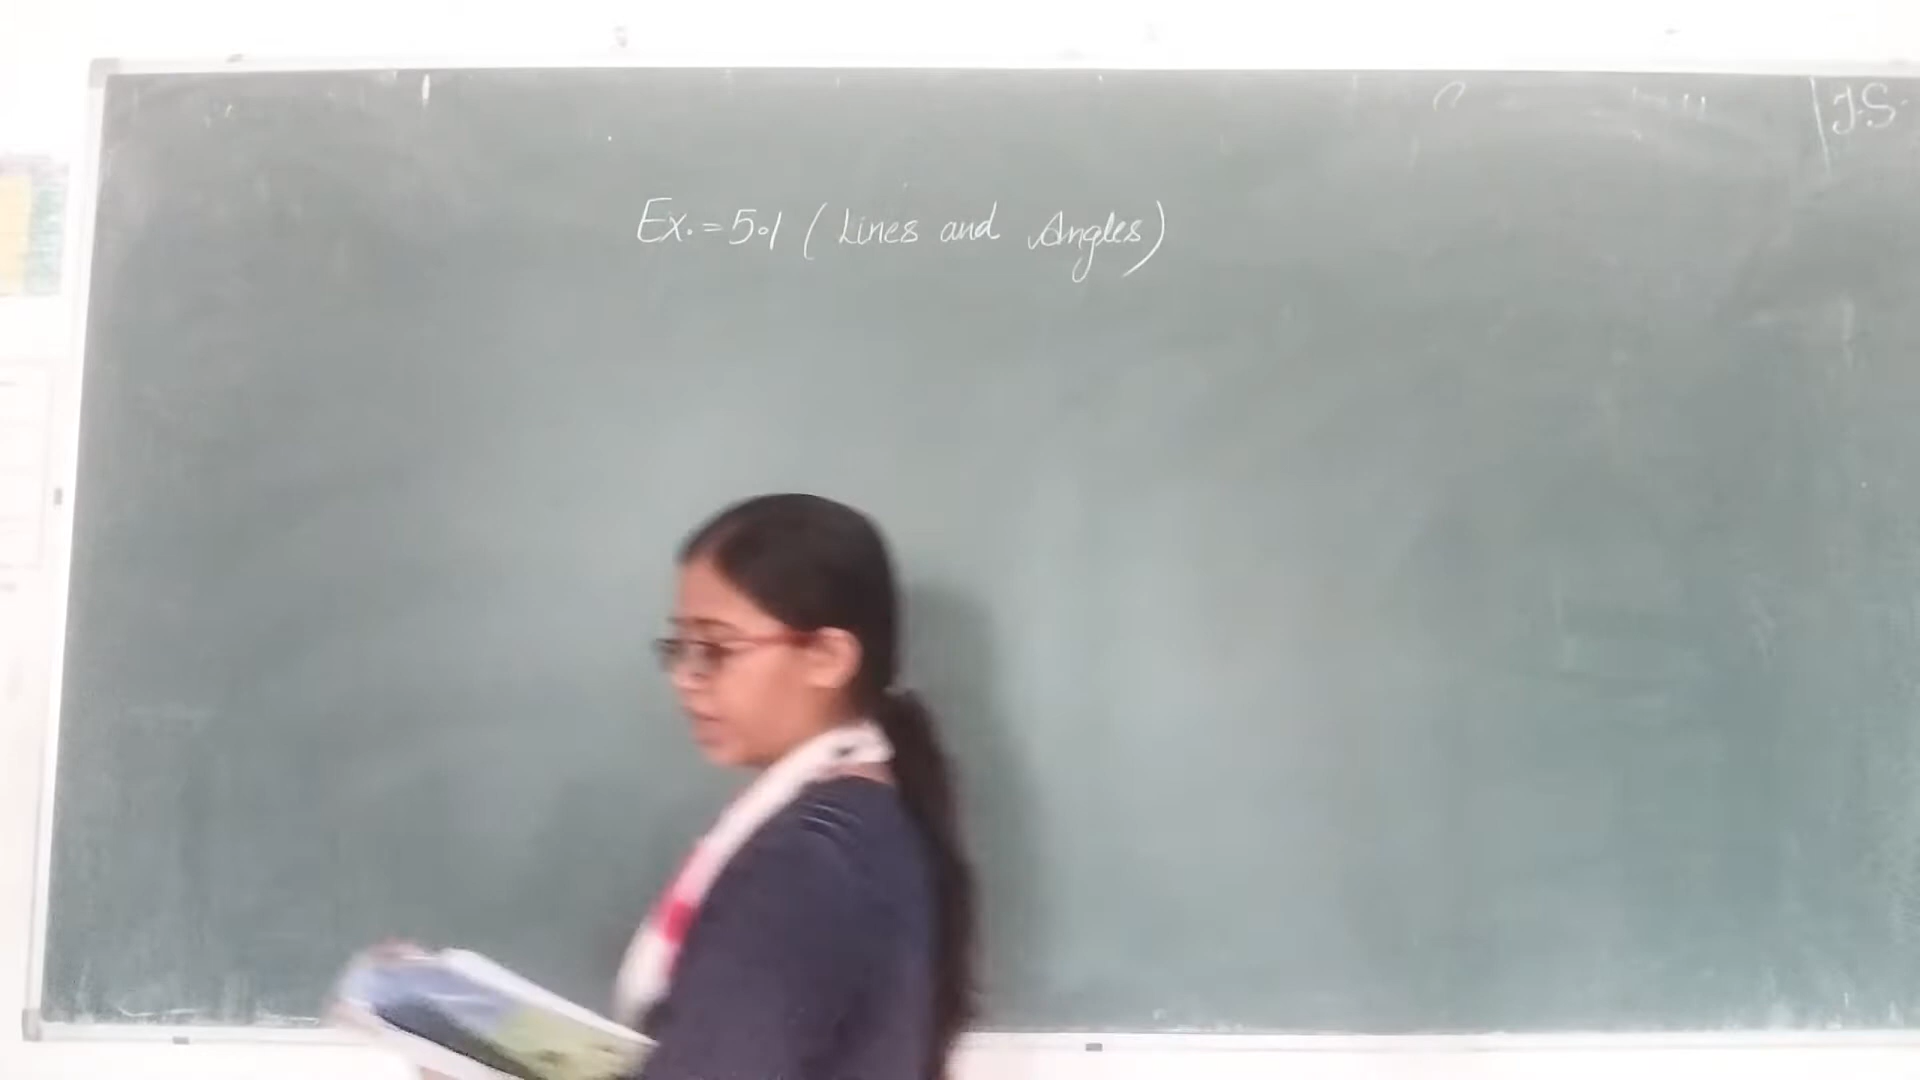 Ex. = 5.1 (Lines and Angles)
J.S.